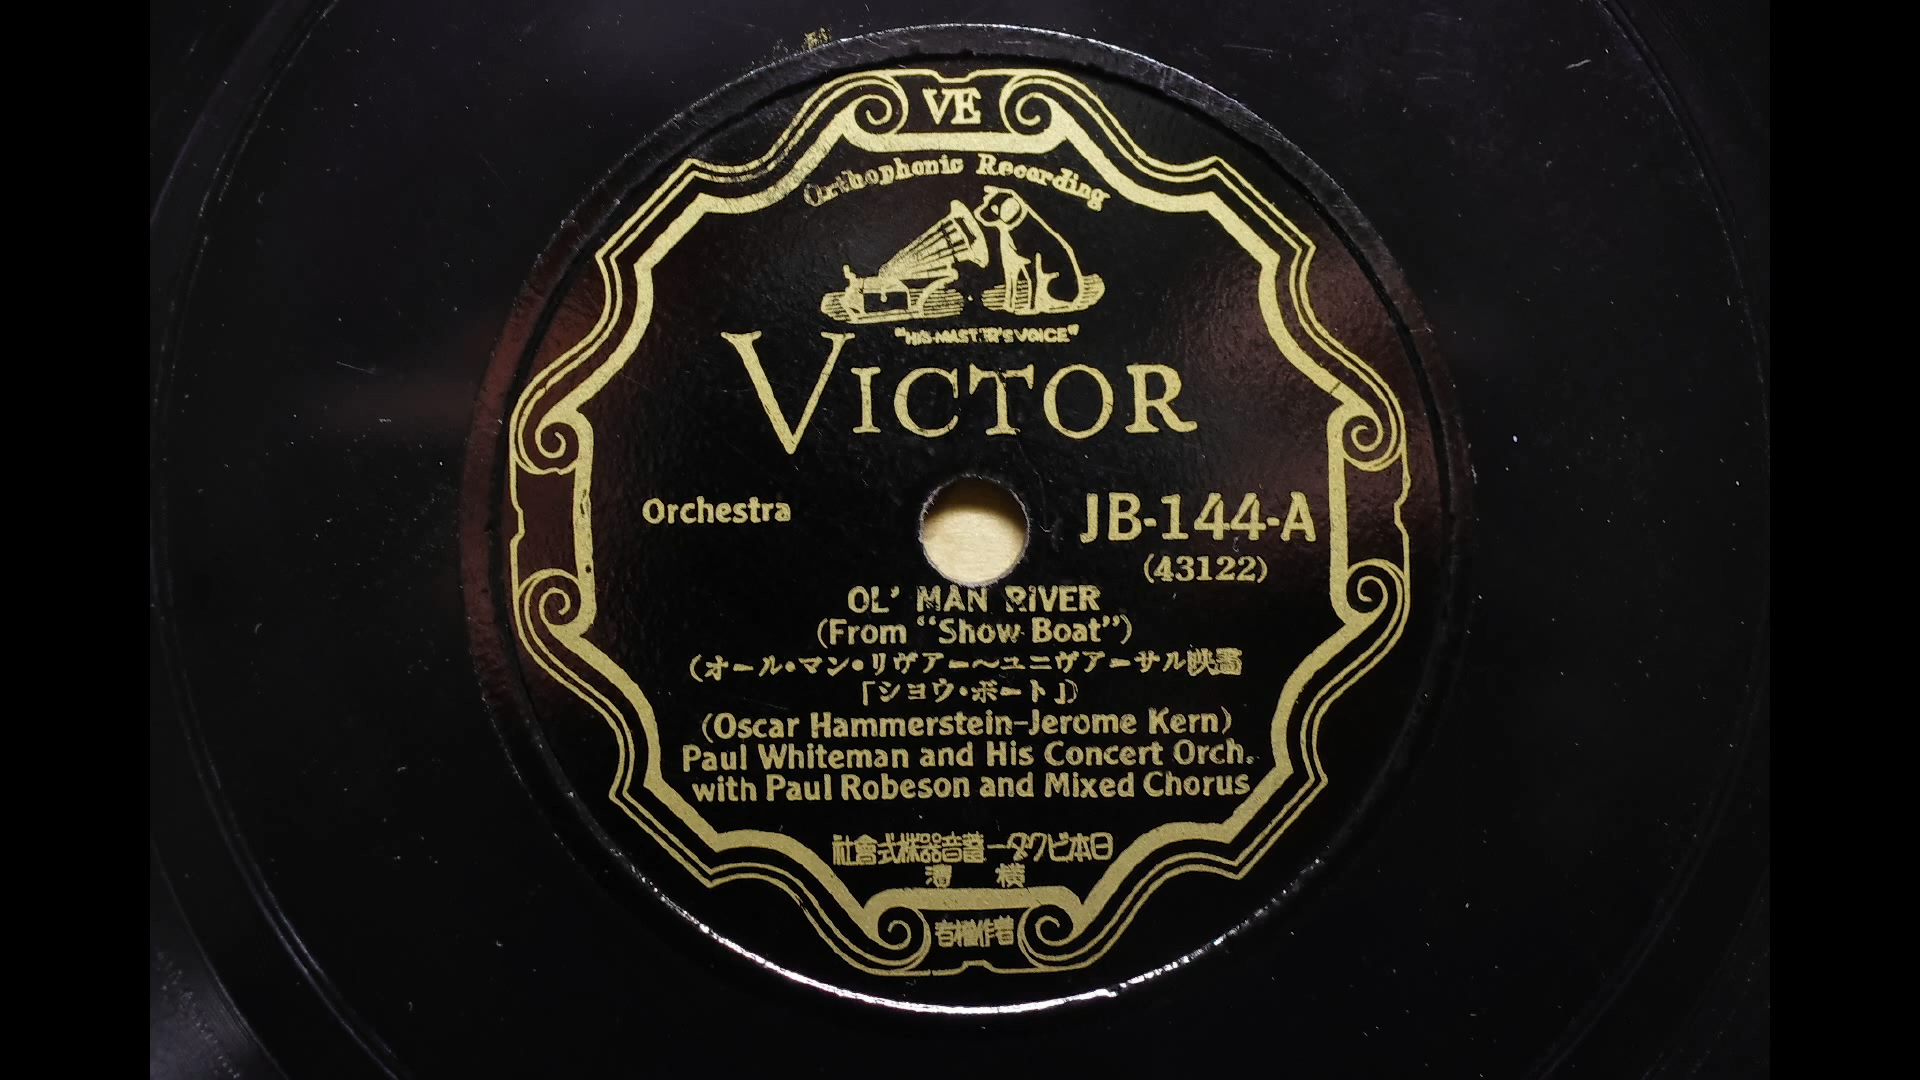 VE
Orthophonic Recording
"HIS MASTER'S VOICE"
VICTOR
Orchestra
JB-144-A
(43122)
OL' MAN RIVER
(From "Show Boat")
(オール・マン・リヴアー〜ユニヴアーサル映畫
「シヨウ・ボート」)
(Oscar Hammerstein-Jerome Kern)
Paul Whiteman and His Concert Orch.
with Paul Robeson and Mixed Chorus
社會式株器音蓄ータクビ本日
濱 横
有權作著